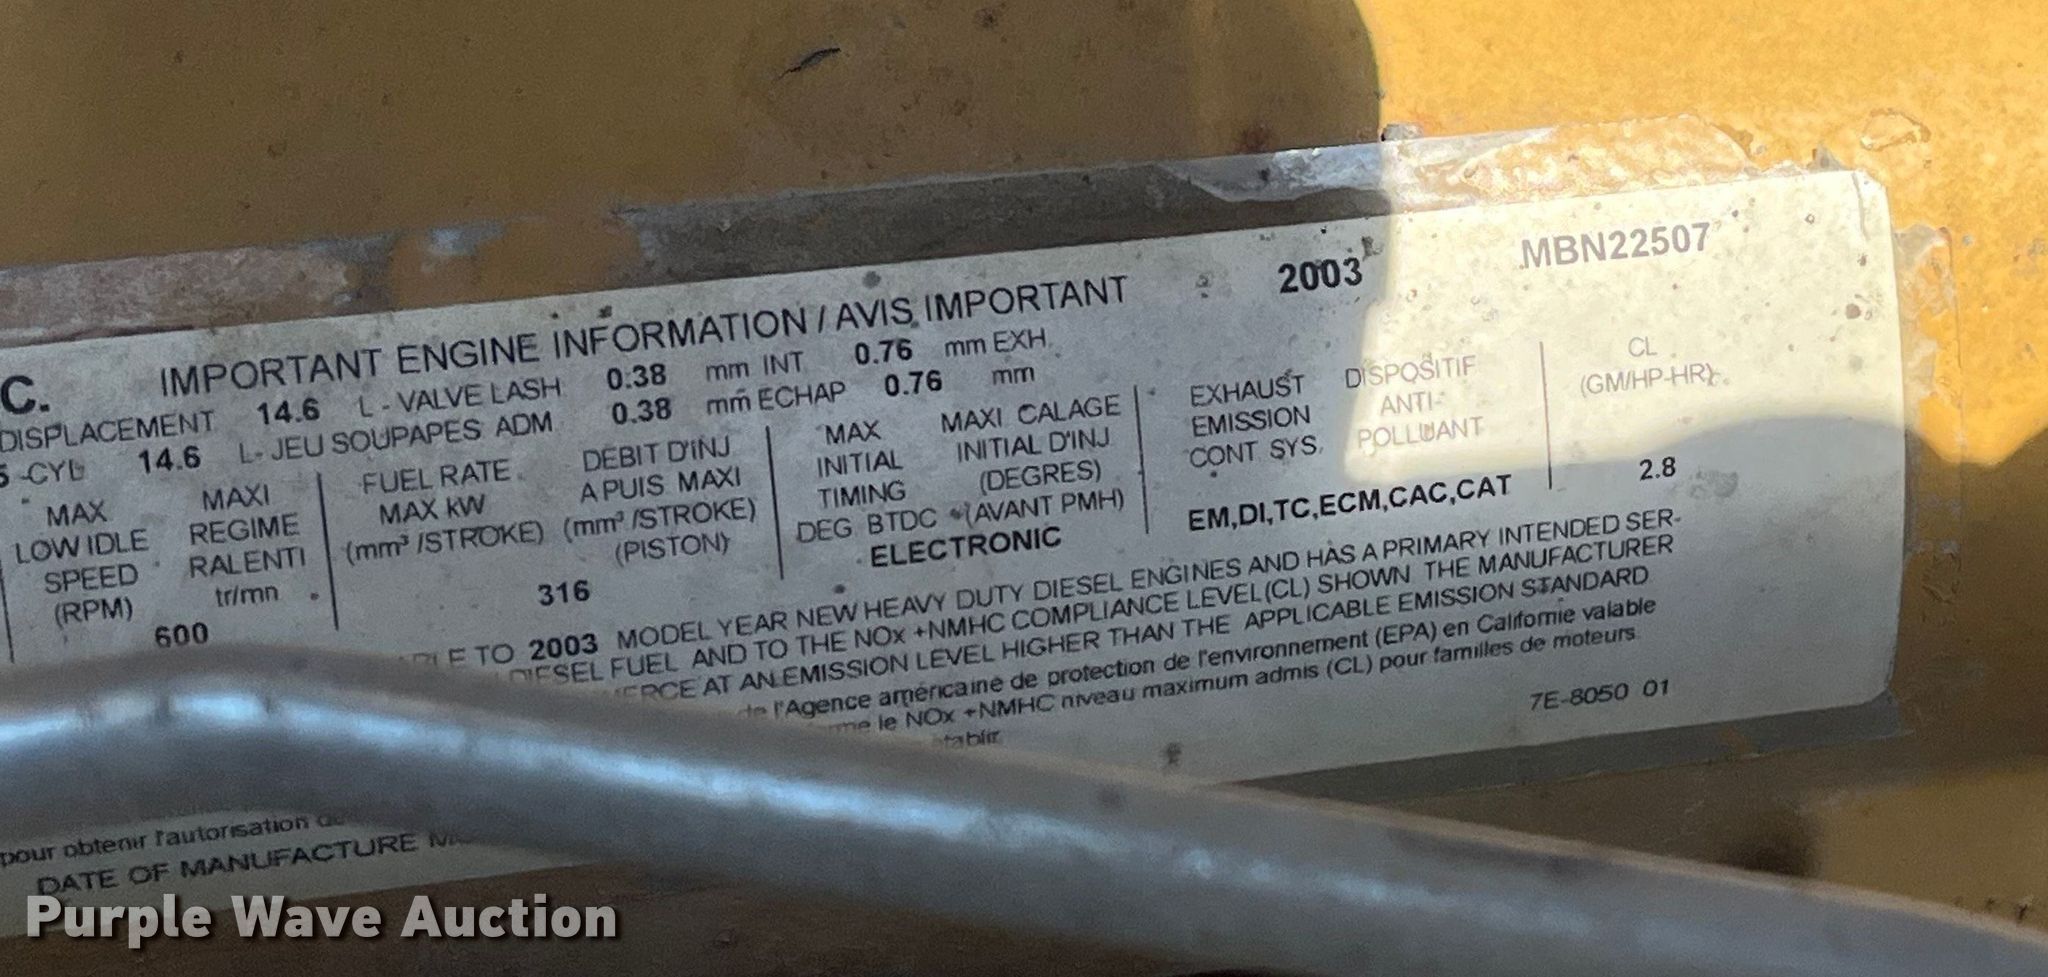 C. IMPORTANT ENGINE INFORMATION / AVIS IMPORTANT 2003 MBN22507
DISPLACEMENT 14.6 L - VALVE LASH 0.38 mm INT 0.76 mm EXH.
-CYL 14.6 L- JEU SOUPAPES ADM. 0.38 mm ECHAP 0.76 mm
MAX
LOW IDLE
SPEED
(RPM)
MAXI
REGIME
RALENTI
tr/mn
600
FUEL RATE
MAX kW
(mm³ /STROKE)
DEBIT D'INJ
A PUIS MAXI
(mm³ /STROKE)
(PISTON)
316
MAX
INITIAL
TIMING
DEG BTDC
MAXI CALAGE
INITIAL D'INJ
(DEGRES)
(AVANT PMH)
ELECTRONIC
EXHAUST
EMISSION
CONT SYS.
DISPOSITIF
ANTI-
POLLUANT
EM,DI,TC,ECM,CAC,CAT
CL
(GM/HP-HR)
2.8
TO 2003 MODEL YEAR NEW HEAVY DUTY DIESEL ENGINES AND HAS A PRIMARY INTENDED SER-
DIESEL FUEL AND TO THE NOx +NMHC COMPLIANCE LEVEL(CL) SHOWN THE MANUFACTURER
AT AN EMISSION LEVEL HIGHER THAN THE APPLICABLE EMISSION STANDARD
l'Agence américaine de protection de l'environnement (EPA) en Californie valable
le NOx +NMHC niveau maximum admis (CL) pour familles de moteurs
7E-8050 01
pour obtenir l'autorisation
DATE OF MANUFACTURE
Purple Wave Auction